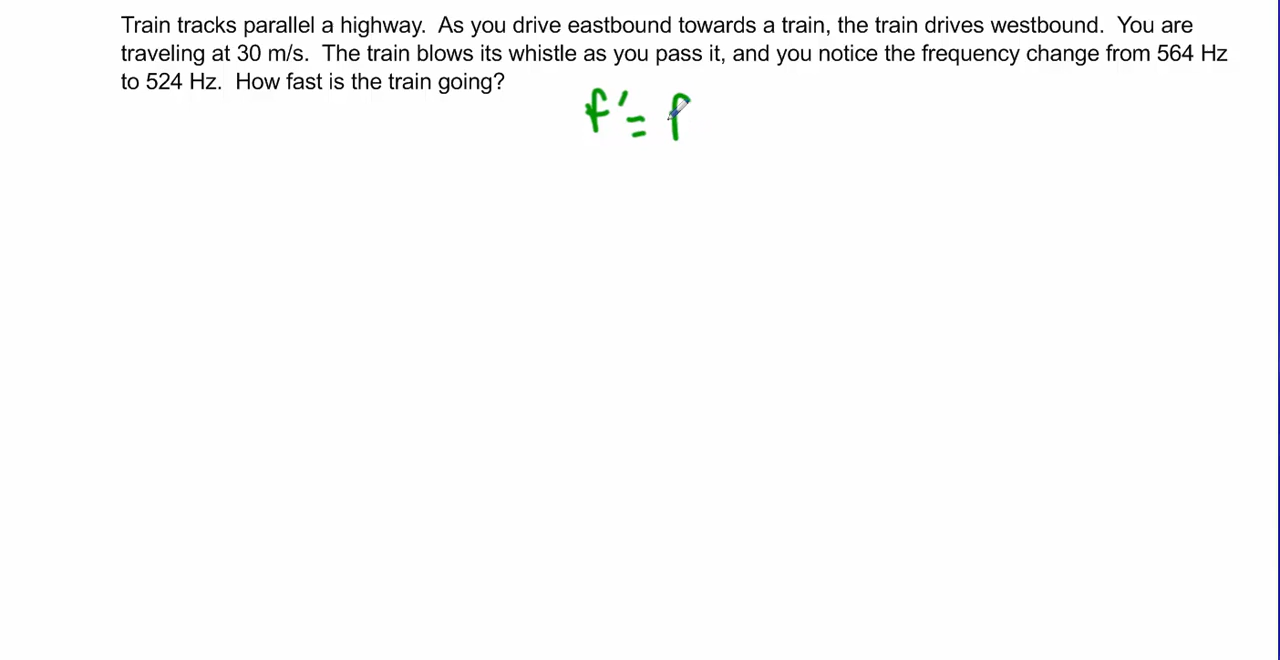 Train tracks parallel a highway.  As you drive eastbound towards a train, the train drives westbound.  You are
traveling at 30 m/s.  The train blows its whistle as you pass it, and you notice the frequency change from 564 Hz
to 524 Hz.  How fast is the train going?
f' = f